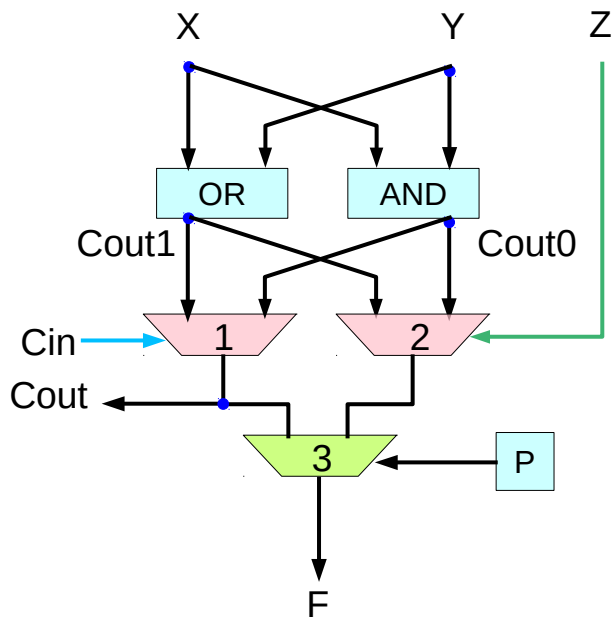 X Y Z
OR AND
Cout1 Cout0
Cin 1 2
Cout
3 P
F